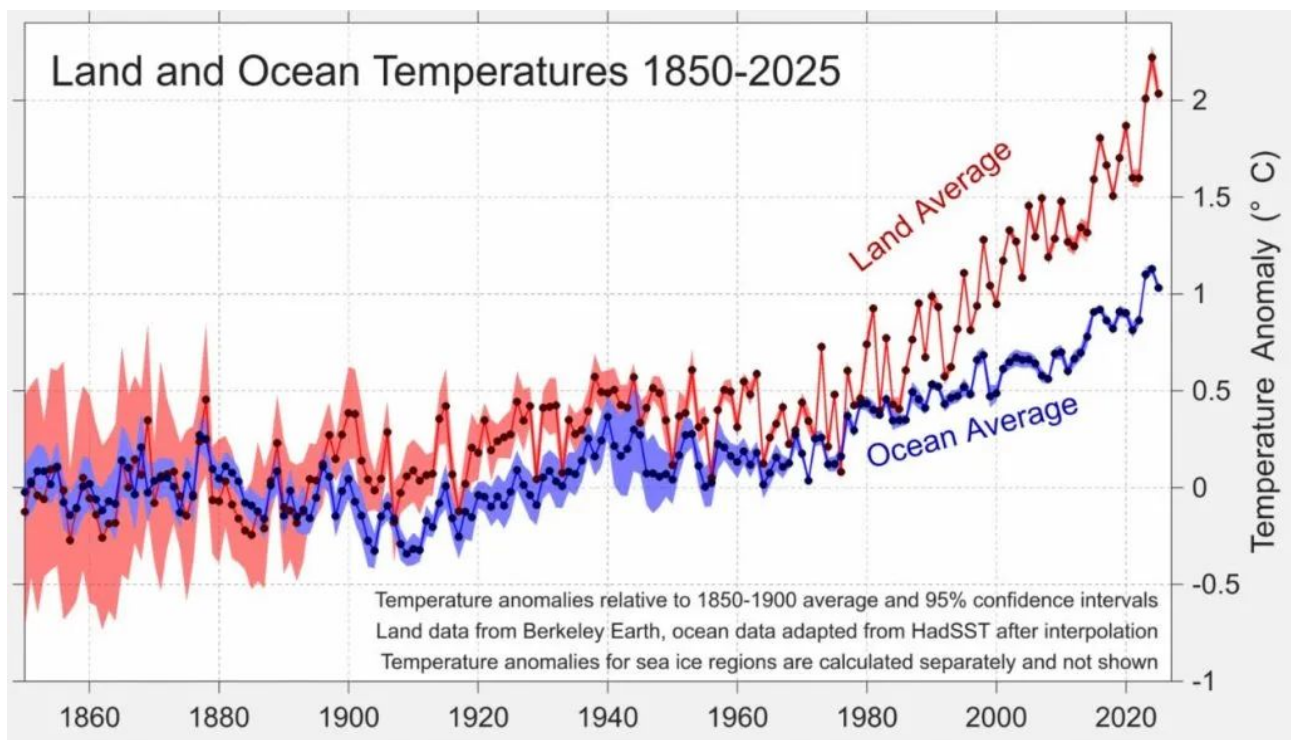 Land and Ocean Temperatures 1850-2025
Land Average
Ocean Average
Temperature anomalies relative to 1850-1900 average and 95% confidence intervals
Land data from Berkeley Earth, ocean data adapted from HadSST after interpolation
Temperature anomalies for sea ice regions are calculated separately and not shown
2
1.5
1
0.5
0
-0.5
-1
Temperature Anomaly (° C)
1860 1880 1900 1920 1940 1960 1980 2000 2020